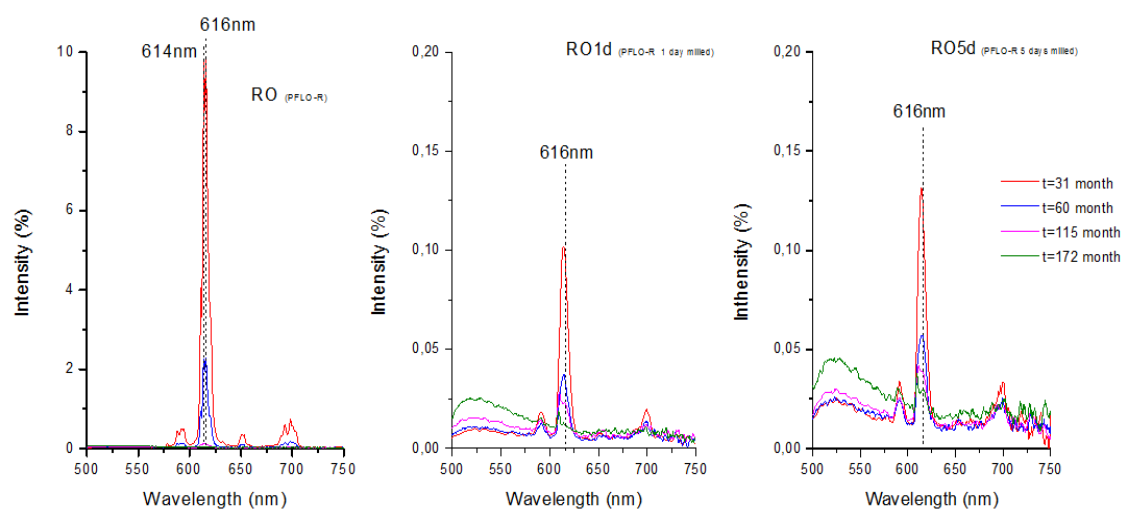 616nm
614nm
RO (PFLO-R)
10
8
6
4
2
0
500 550 600 650 700 750
Intensity (%)
Wavelength (nm)
RO1d (PFLO-R 1 day milled)
616nm
0,20
0,15
0,10
0,05
0,00
500 550 600 650 700 750
Intensity (%)
Wavelength (nm)
RO5d (PFLO-R 5 days milled)
616nm
0,20
0,15
0,10
0,05
0,00
500 550 600 650 700 750
Inthensity (%)
Wavelength (nm)
t=31 month
t=60 month
t=115 month
t=172 month